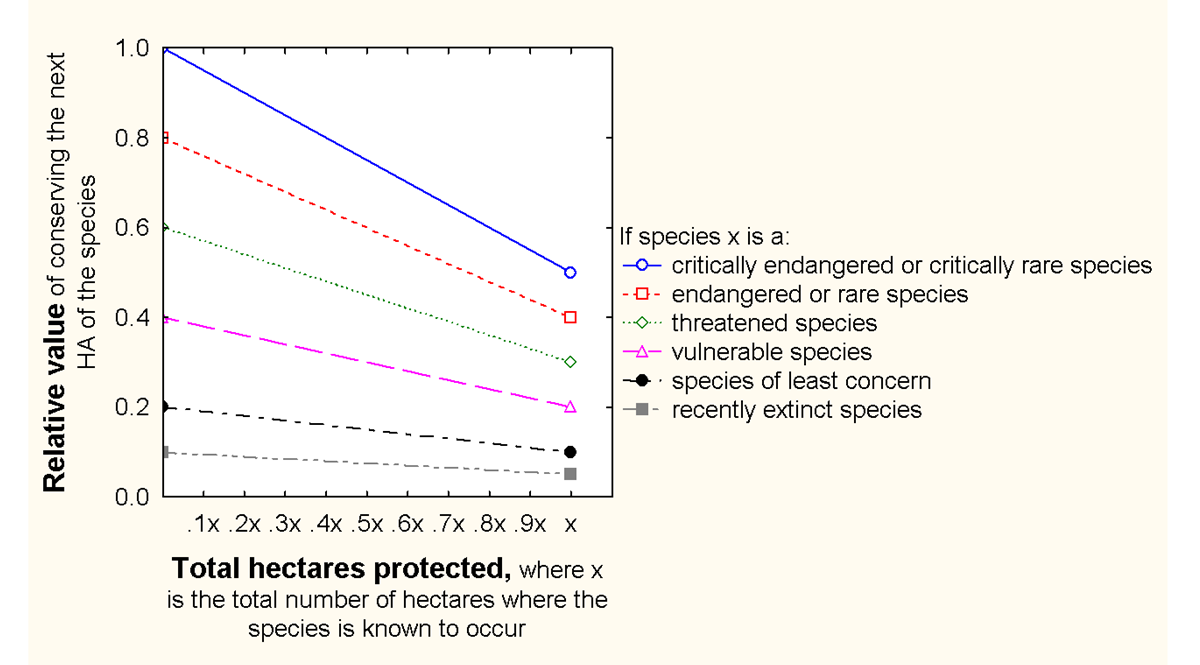 Relative value of conserving the next
HA of the species
1.0
0.8
0.6
0.4
0.2
0.0
.1x .2x .3x .4x .5x .6x .7x .8x .9x x
Total hectares protected, where x
is the total number of hectares where the
species is known to occur
If species x is a:
critically endangered or critically rare species
endangered or rare species
threatened species
vulnerable species
species of least concern
recently extinct species